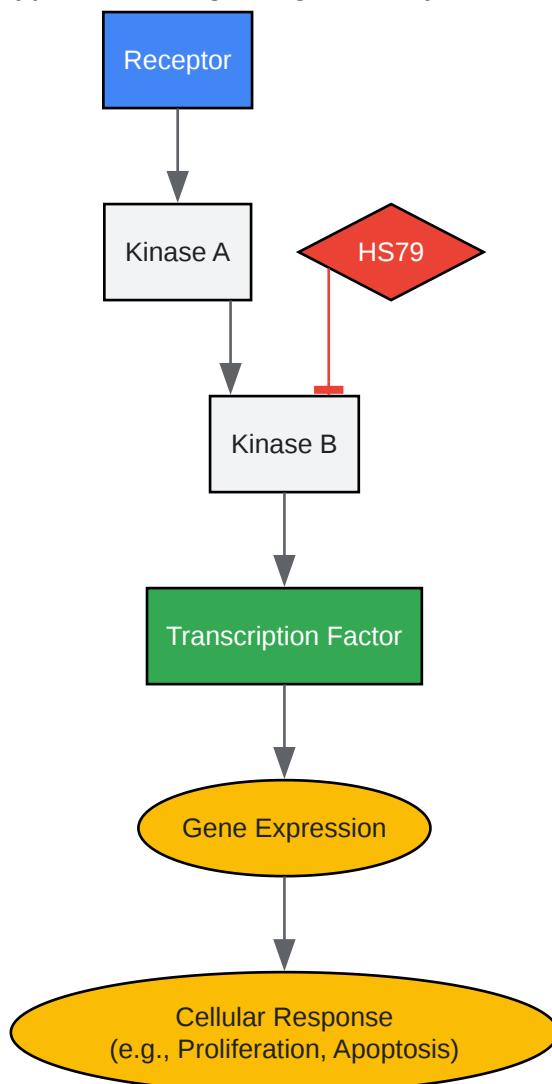 Receptor
Kinase A
HS79
Kinase B
Transcription Factor
Gene Expression
Cellular Response
(e.g., Proliferation, Apoptosis)